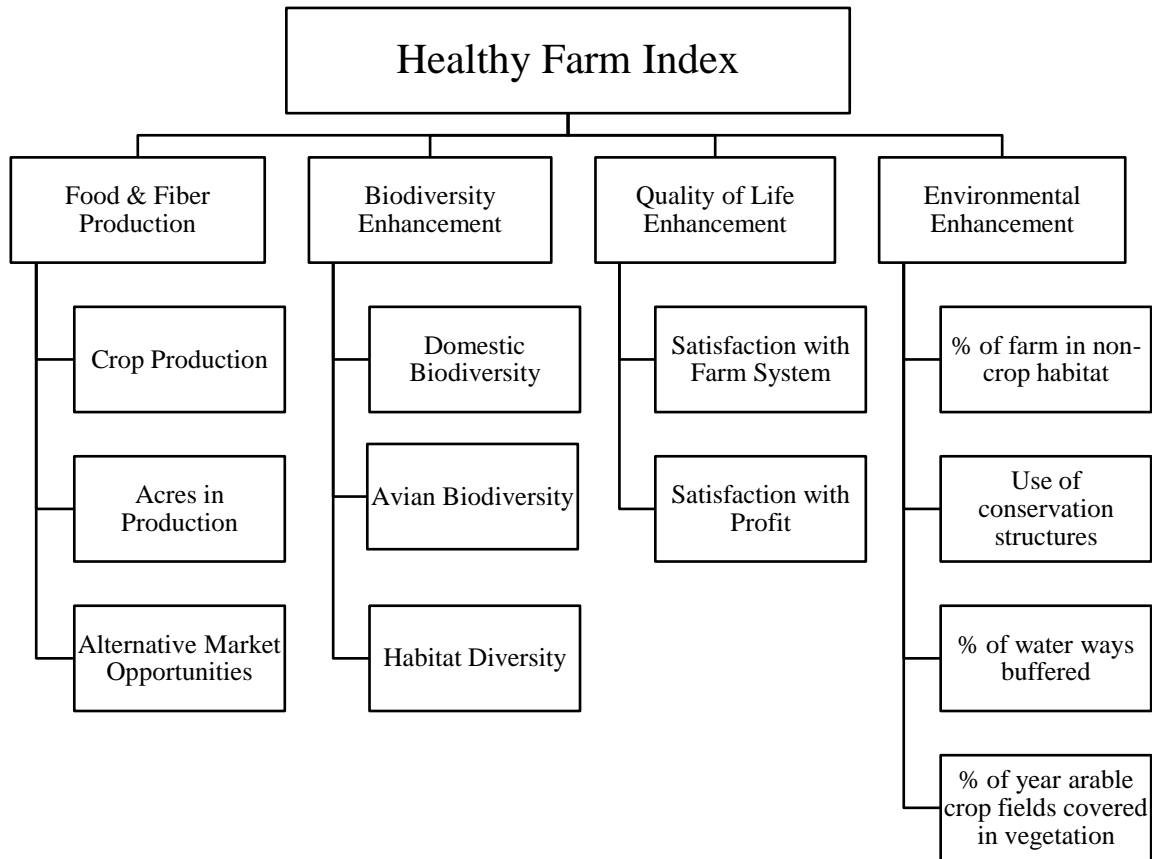 Healthy Farm Index
Food & Fiber
Production
Biodiversity
Enhancement
Quality of Life
Enhancement
Environmental
Enhancement
Crop Production
Domestic
Biodiversity
Satisfaction with
Farm System
% of farm in non-
crop habitat
Acres in
Production
Avian Biodiversity
Satisfaction with
Profit
Use of
conservation
structures
Alternative Market
Opportunities
Habitat Diversity
% of water ways
buffered
% of year arable
crop fields covered
in vegetation